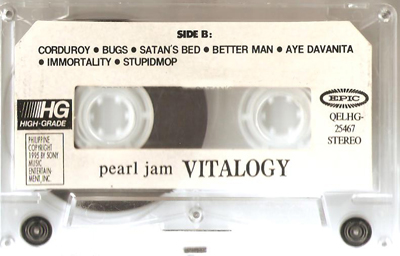 SIDE B:
CORDUROY • BUGS • SATAN'S BED • BETTER MAN • AYE DAVANITA
• IMMORTALITY • STUPIDMOP
HG
HIGH-GRADE
EPIC
QELHG-
25467
STEREO
PHILIPPINE
COPYRIGHT
1995 BY SONY
MUSIC
ENTERTAIN-
MENT, INC.
pearl jam VITALOGY